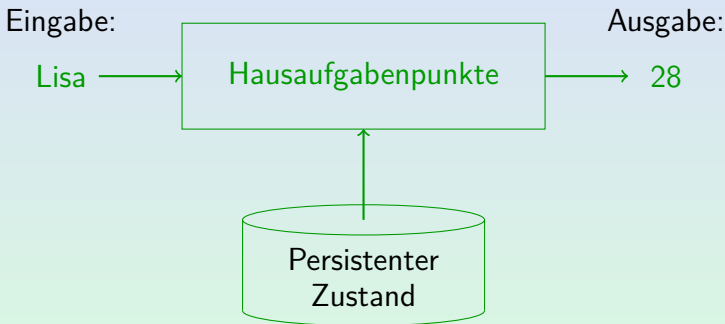 Eingabe:
Ausgabe:
Lisa
Hausaufgabenpunkte
28
Persistenter
Zustand